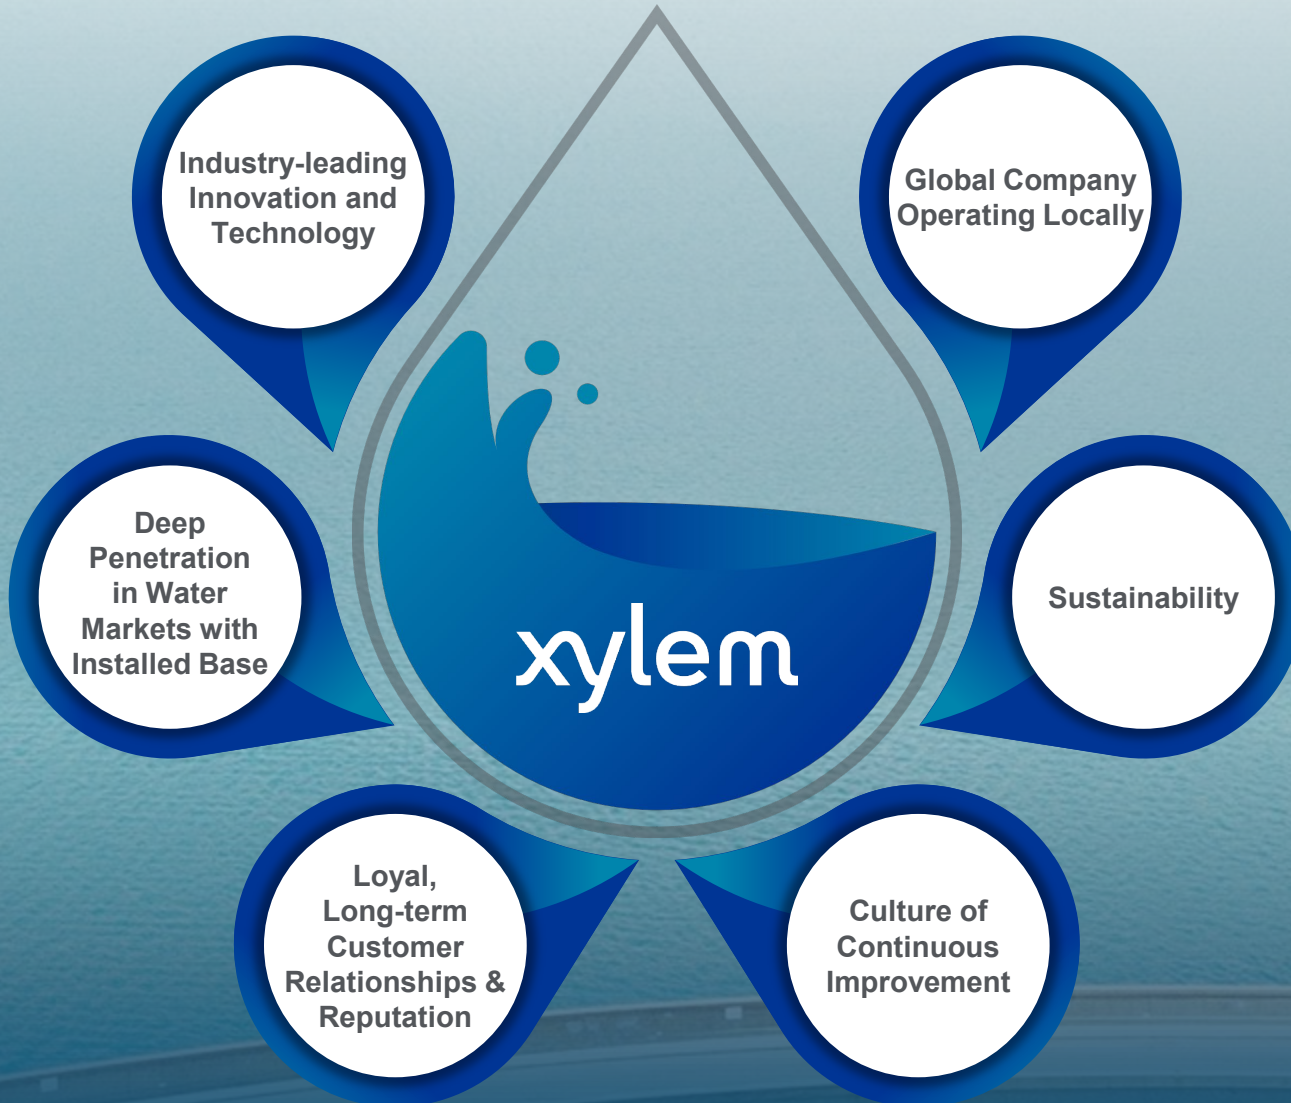 Industry-leading
Innovation and
Technology
Global Company
Operating Locally
Deep
Penetration
in Water
Markets with
Installed Base
Sustainability
xylem
Loyal,
Long-term
Customer
Relationships &
Reputation
Culture of
Continuous
Improvement